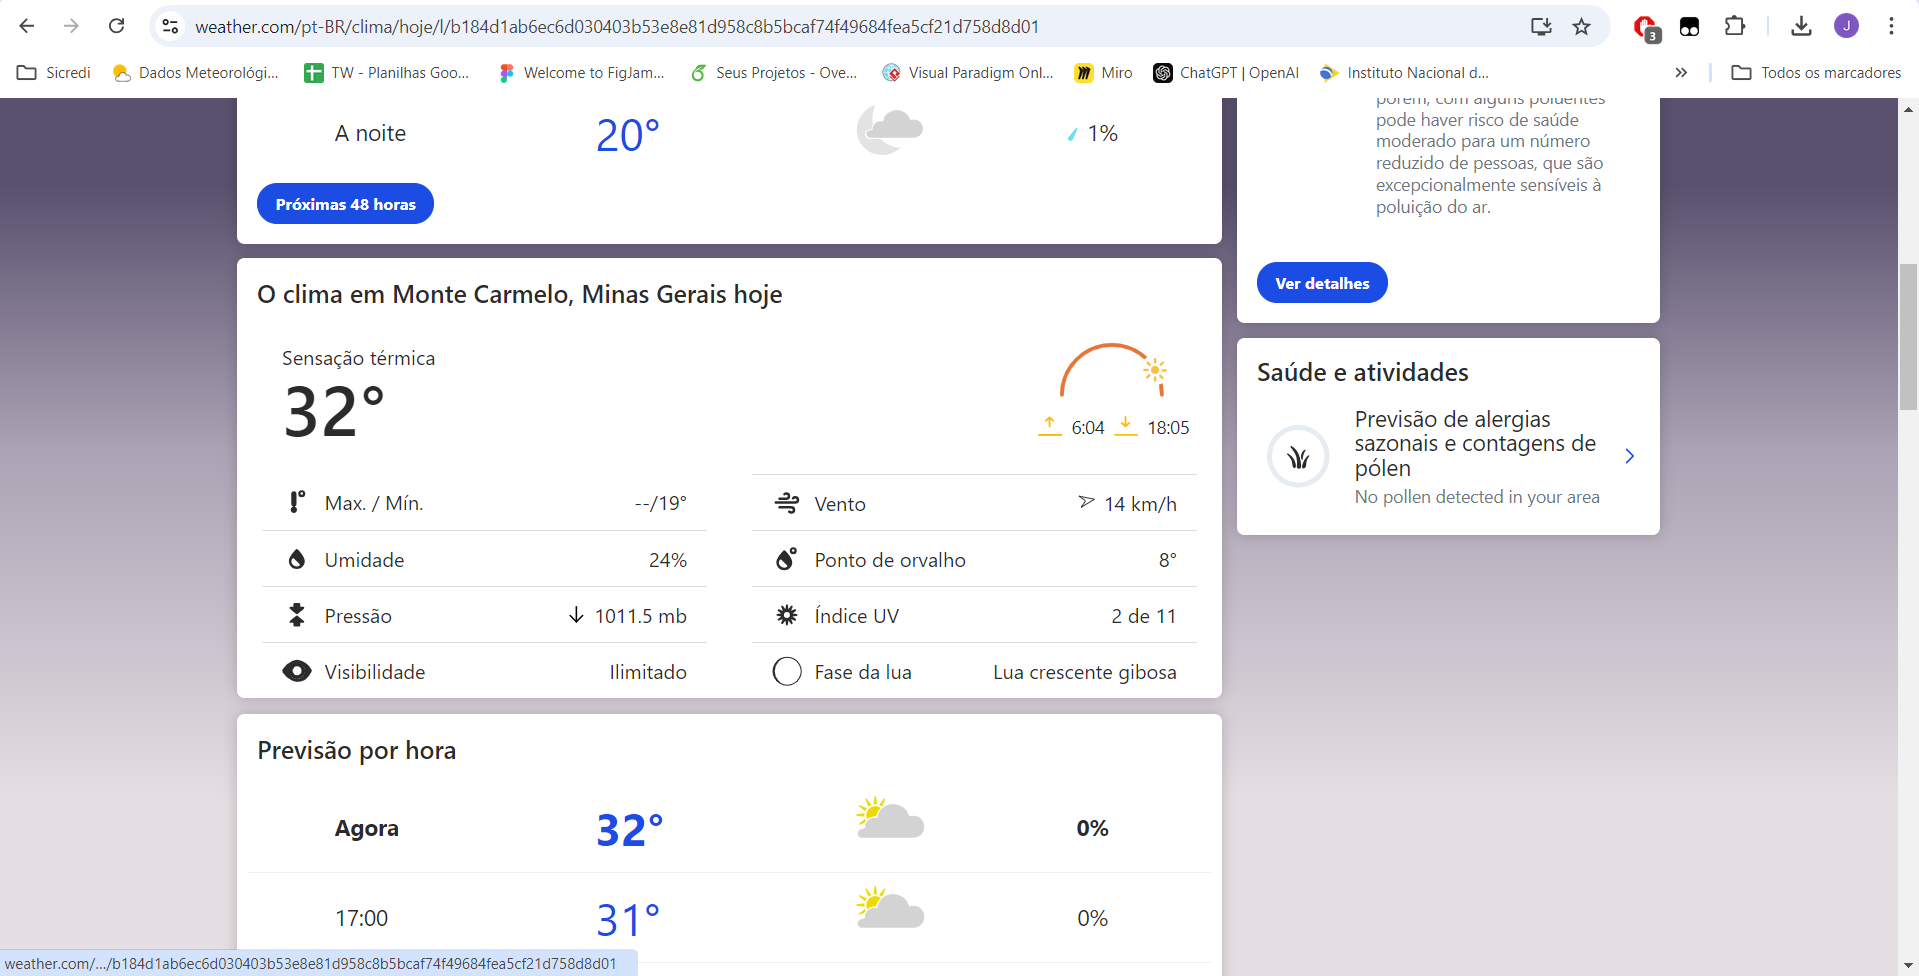 weather.com/pt-BR/clima/hoje/l/b184d1ab6ec6d030403b53e8e81d958c8b5bcaf74f49684fea5cf21d758d8d01
3
J
Sicredi
Dados Meteorológi...
TW - Planilhas Goo...
Welcome to FigJam...
Seus Projetos - Ove...
Visual Paradigm Onl...
Miro
ChatGPT | OpenAI
Instituto Nacional d...
»
Todos os marcadores
A noite 20° 1%
Próximas 48 horas
O clima em Monte Carmelo, Minas Gerais hoje
Sensação térmica
32°
6:04 18:05
Max. / Mín. --/19°
Vento 14 km/h
Umidade 24%
Ponto de orvalho 8°
Pressão 1011.5 mb
Índice UV 2 de 11
Visibilidade Ilimitado
Fase da lua Lua crescente gibosa
Previsão por hora
Agora 32° 0%
17:00 31° 0%
porém, com alguns poluentes
pode haver risco de saúde
moderado para um número
reduzido de pessoas, que são
excepcionalmente sensíveis à
poluição do ar.
Ver detalhes
Saúde e atividades
Previsão de alergias
sazonais e contagens de
pólen
No pollen detected in your area
weather.com/.../b184d1ab6ec6d030403b53e8e81d958c8b5bcaf74f49684fea5cf21d758d8d01